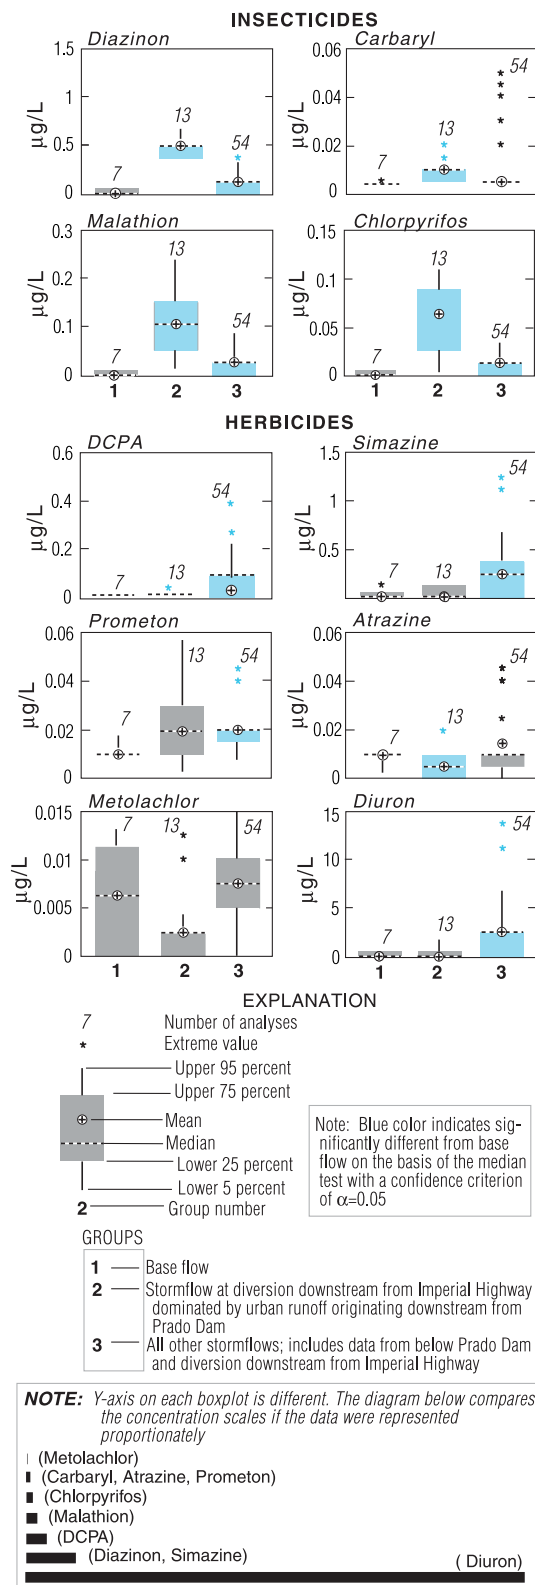 INSECTICIDES
Diazinon
Carbaryl
µg/L
1.5
1
0.5
0
7
13
54
µg/L
0.06
0.04
0.02
0
7
13
54
Malathion
Chlorpyrifos
µg/L
0.3
0.2
0.1
0
7
13
54
1 2 3
µg/L
0.15
0.10
0.05
0
7
13
54
1 2 3
HERBICIDES
DCPA
Simazine
µg/L
0.6
0.4
0.2
0
7
13
54
µg/L
1.5
1
0.5
0
7
13
54
Prometon
Atrazine
µg/L
0.06
0.04
0.02
0
7
13
54
µg/L
0.06
0.04
0.02
0
7
13
54
Metolachlor
Diuron
µg/L
0.015
0.01
0.005
0
7
13
54
1 2 3
µg/L
15
10
5
0
7
13
54
1 2 3
EXPLANATION
7 Number of analyses
* Extreme value
Upper 95 percent
Upper 75 percent
Mean
Median
Lower 25 percent
Lower 5 percent
2 Group number
Note: Blue color indicates sig-
nificantly different from base
flow on the basis of the median
test with a confidence criterion
of α=0.05
GROUPS
1 Base flow
2 Stormflow at diversion downstream from Imperial Highway
dominated by urban runoff originating downstream from
Prado Dam
3 All other stormflows; includes data from below Prado Dam
and diversion downstream from Imperial Highway
NOTE: Y-axis on each boxplot is different. The diagram below compares
the concentration scales if the data were represented
proportionately
(Metolachlor)
(Carbaryl, Atrazine, Prometon)
(Chlorpyrifos)
(Malathion)
(DCPA)
(Diazinon, Simazine)
( Diuron)